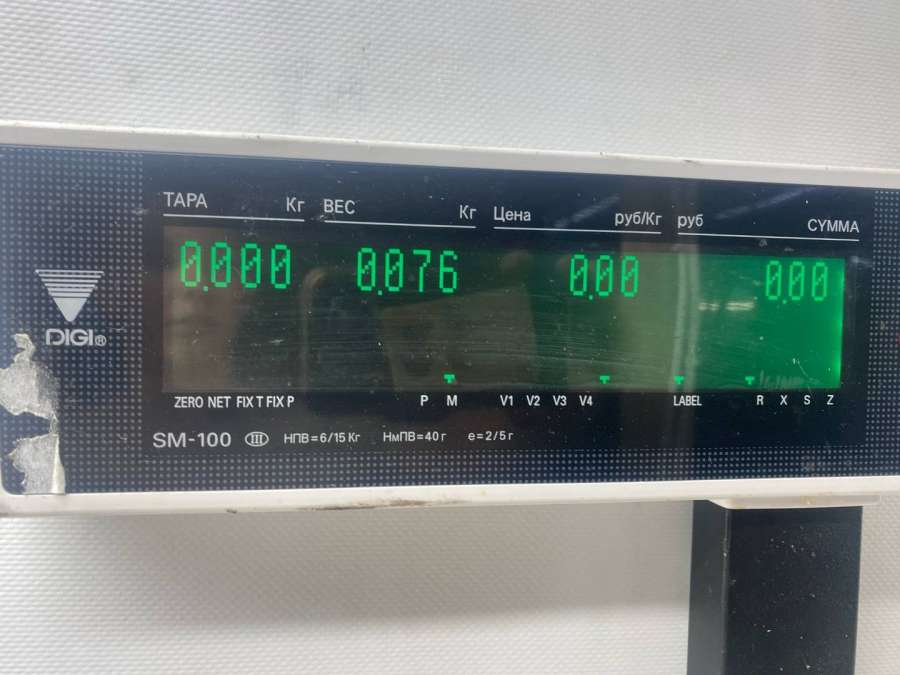 ТАРА Кг ВЕС Кг Цена руб/Кг руб СУММА
0.000 0.076 0.00 0.00
DIGI®
ZERO NET FIX T FIX P P M V1 V2 V3 V4 LABEL R X S Z
SM-100 III НПВ=6/15 Кг НмПВ=40 г е=2/5 г